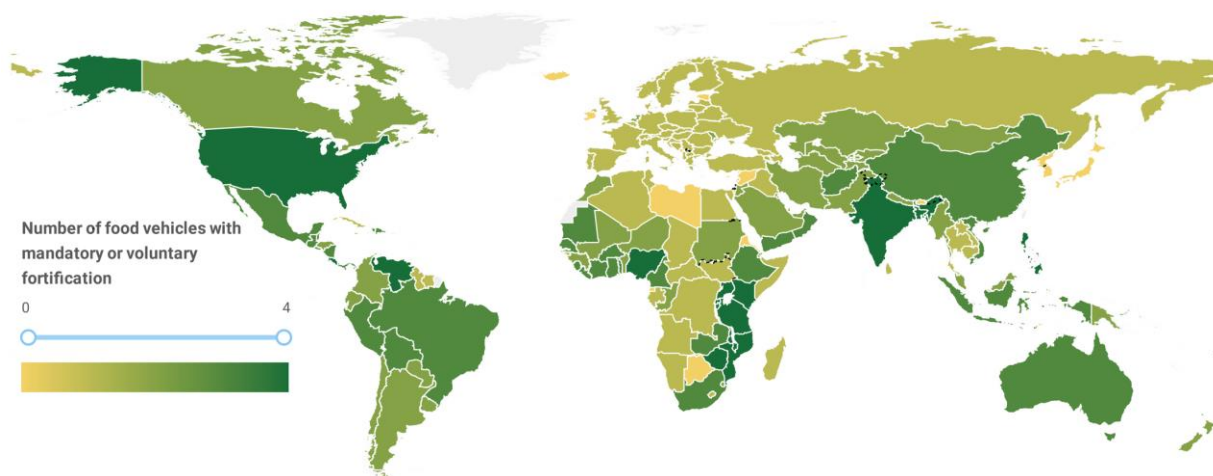 Number of food vehicles with
mandatory or voluntary
fortification
0 4